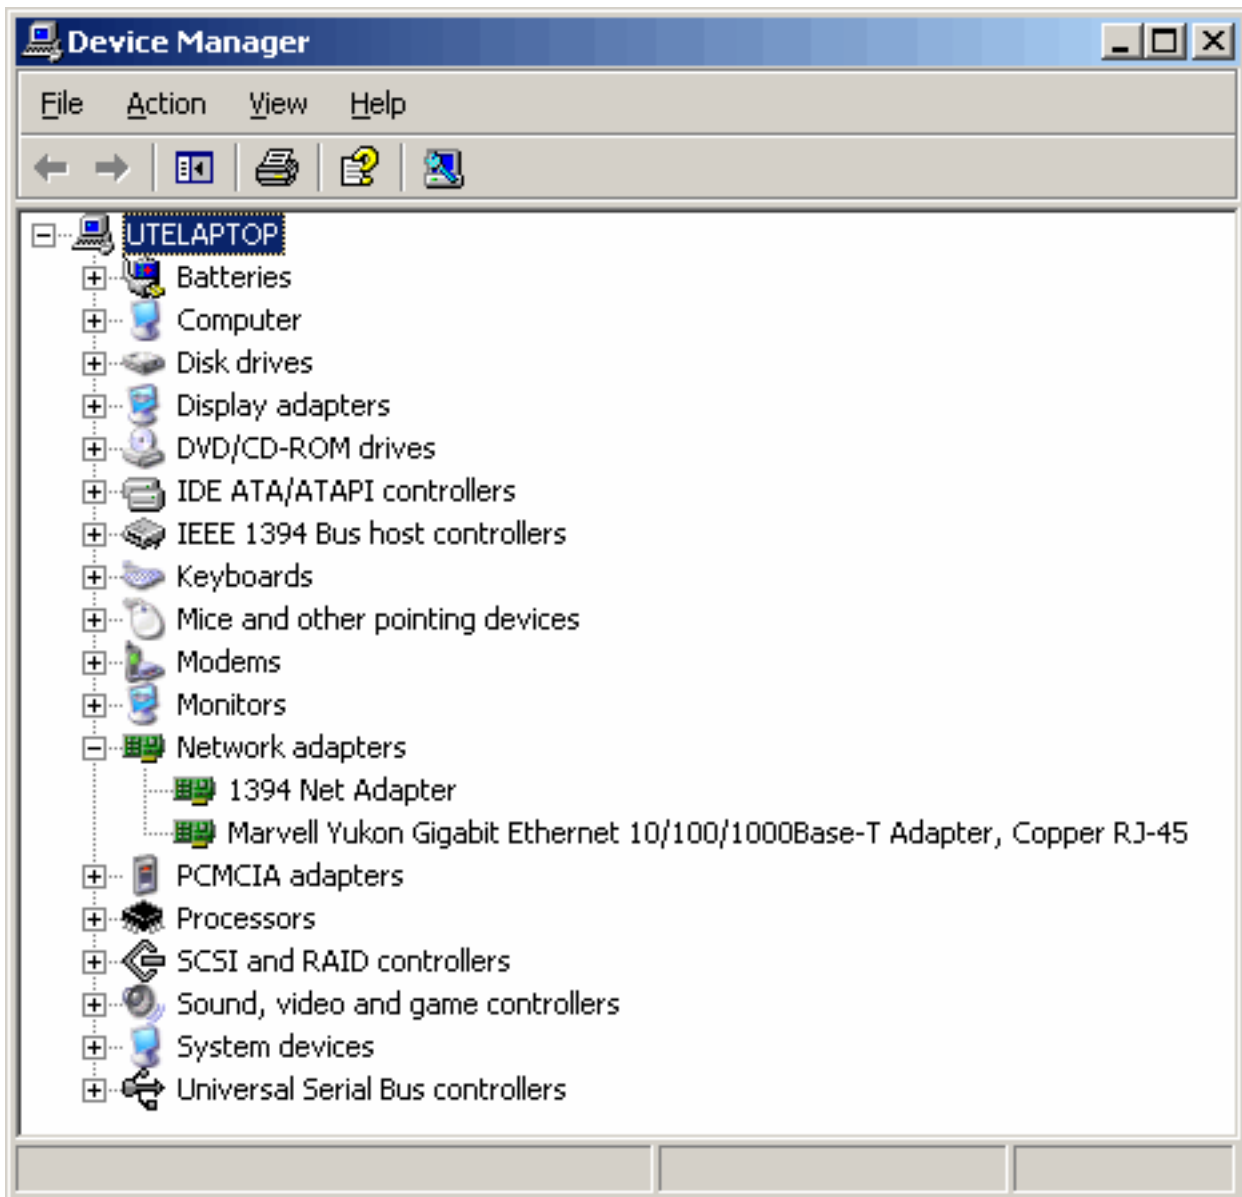 Device Manager
File Action View Help
UTELAPTOP
Batteries
Computer
Disk drives
Display adapters
DVD/CD-ROM drives
IDE ATA/ATAPI controllers
IEEE 1394 Bus host controllers
Keyboards
Mice and other pointing devices
Modems
Monitors
Network adapters
1394 Net Adapter
Marvell Yukon Gigabit Ethernet 10/100/1000Base-T Adapter, Copper RJ-45
PCMCIA adapters
Processors
SCSI and RAID controllers
Sound, video and game controllers
System devices
Universal Serial Bus controllers